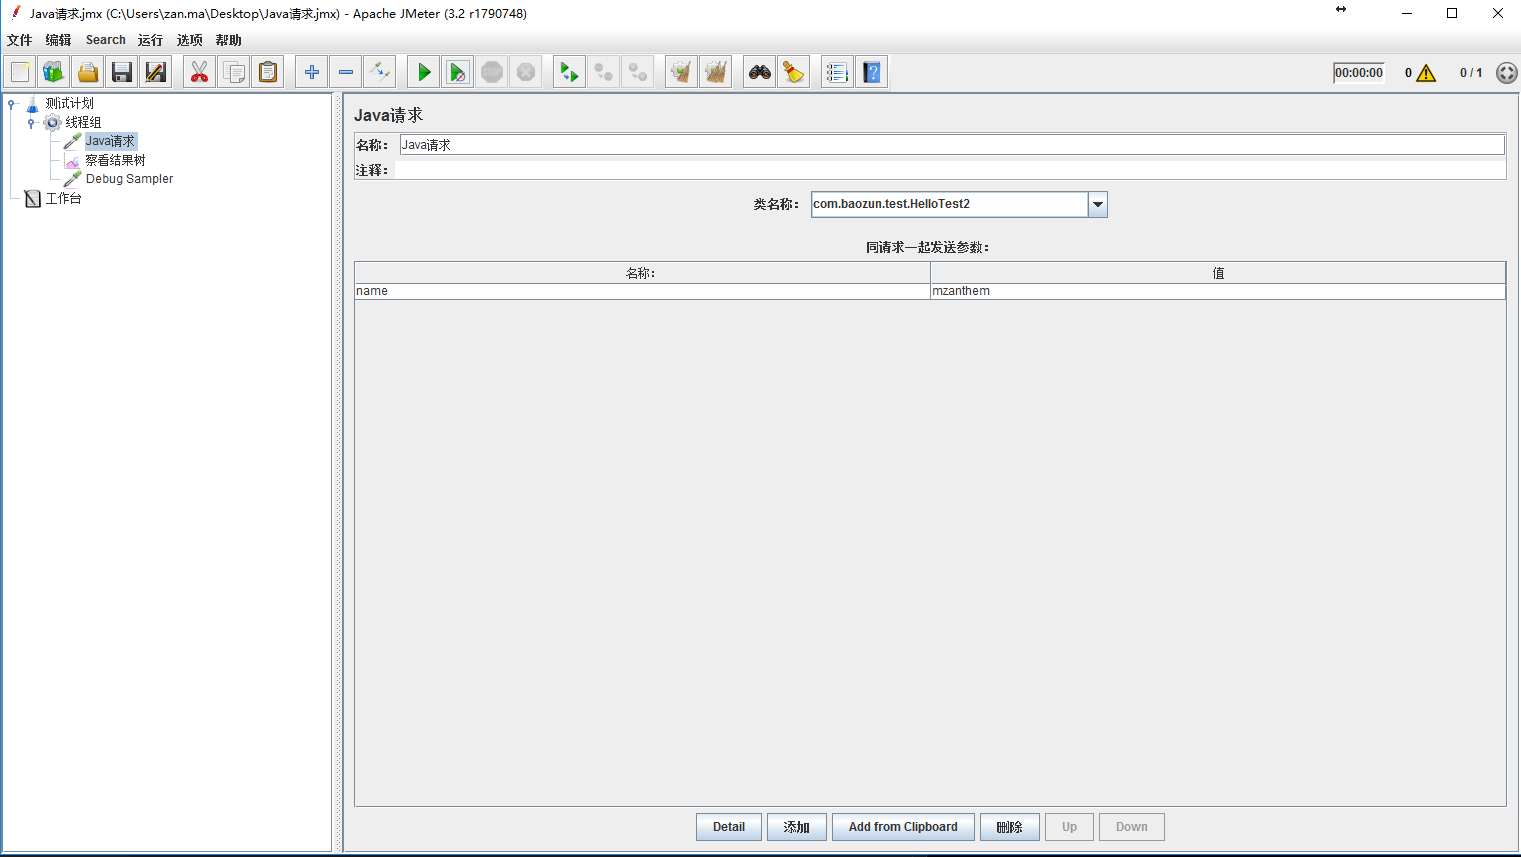 Java请求.jmx (C:\Users\zan.ma\Desktop\Java请求.jmx) - Apache JMeter (3.2 r1790748)
文件 编辑 Search 运行 选项 帮助
STOP
00:00:00 0 0 / 1
测试计划
线程组
Java请求
察看结果树
Debug Sampler
工作台
Java请求
名称： Java请求
注释：
类名称： com.baozun.test.HelloTest2
同请求一起发送参数：
名称： 值
name mzanthem
Detail 添加 Add from Clipboard 删除 Up Down